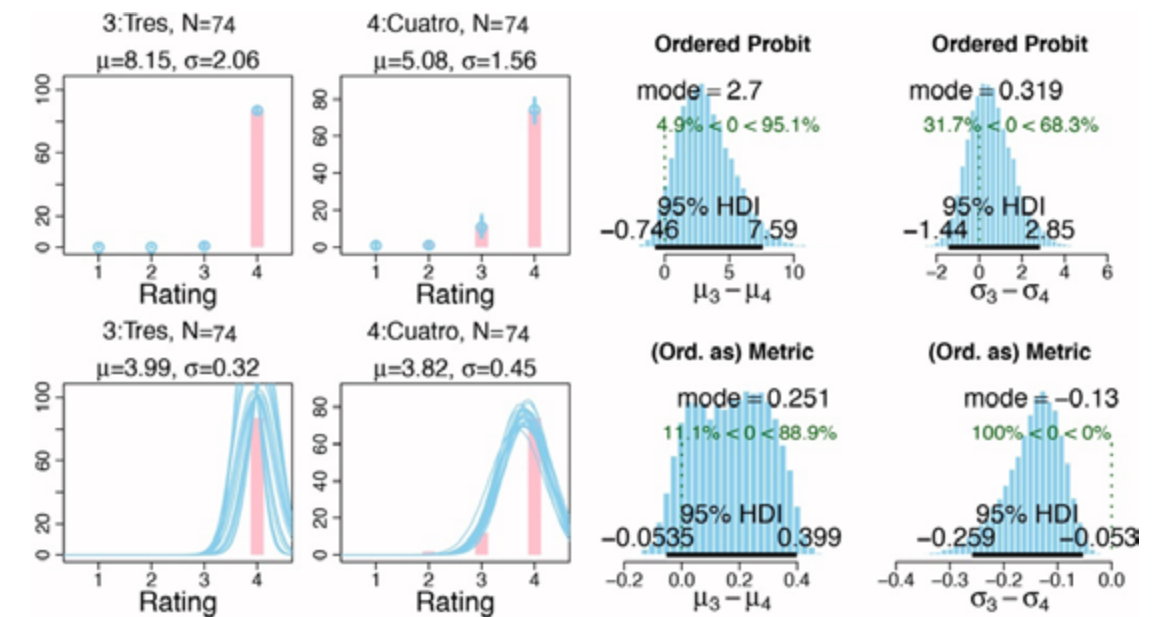 3:Tres, N=74
μ=8.15, σ=2.06
0 20 60 100
1 2 3 4
Rating
4:Cuatro, N=74
μ=5.08, σ=1.56
0 20 40 60 80
1 2 3 4
Rating
Ordered Probit
mode = 2.7
4.9% < 0 < 95.1%
95% HDI
−0.746 7.59
0 5 10
μ3 − μ4
Ordered Probit
mode = 0.319
31.7% < 0 < 68.3%
95% HDI
−1.44 2.85
−2 0 2 4 6
σ3 − σ4
3:Tres, N=74
μ=3.99, σ=0.32
0 20 60 100
1 2 3 4
Rating
4:Cuatro, N=74
μ=3.82, σ=0.45
0 20 40 60 80
1 2 3 4
Rating
(Ord. as) Metric
mode = 0.251
11.1% < 0 < 88.9%
95% HDI
−0.0535 0.399
−0.2 0.0 0.2 0.4
μ3 − μ4
(Ord. as) Metric
mode = −0.13
100% < 0 < 0%
95% HDI
−0.259 −0.053
−0.4 −0.3 −0.2 −0.1 0.0
σ3 − σ4